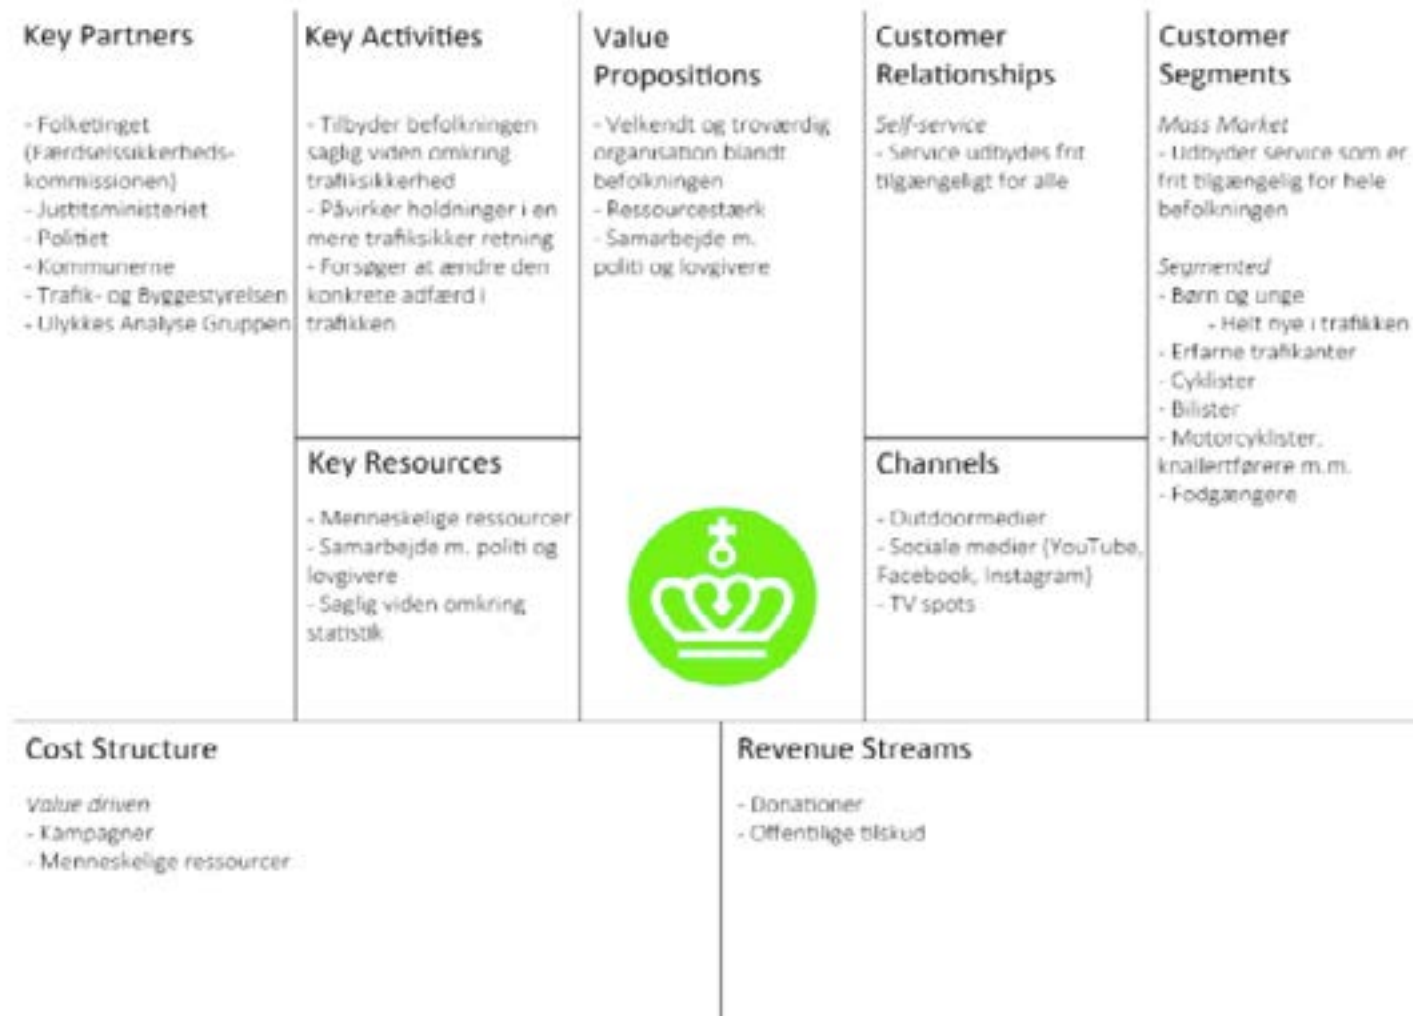 Key Partners
- Folketinget
(Færdselssikkerheds-
kommissionen)
- Justitsministeriet
- Politiet
- Kommunerne
- Trafik- og Byggestyrelsen
- Ulykkes Analyse Gruppen
Key Activities
- Tilbyder befolkningen
saglig viden omkring
trafiksikkerhed
- Påvirker holdninger i en
mere trafiksikker retning
- Forsøger at ændre den
konkrete adfærd i
trafikken
Key Resources
- Menneskelige ressourcer
- Samarbejde m. politi og
lovgivere
- Saglig viden omkring
statistik
Value
Propositions
- Velkendt og troværdig
organisation blandt
befolkningen
- Ressourcestærk
- Samarbejde m.
politi og lovgivere
Customer
Relationships
Self-service
- Service udbydes frit
tilgængeligt for alle
Channels
- Outdoormedier
- Sociale medier (YouTube,
Facebook, Instagram)
- TV spots
Customer
Segments
Mass Market
- Udbyder service som er
frit tilgængelig for hele
befolkningen
Segmented
- Børn og unge
- Helt nye i trafikken
- Erfarne trafikanter
- Cyklister
- Bilister
- Motorcyklister,
knallertførere m.m.
- Fodgængere
Cost Structure
Value driven
- Kampagner
- Menneskelige ressourcer
Revenue Streams
- Donationer
- Offentilige tilskud